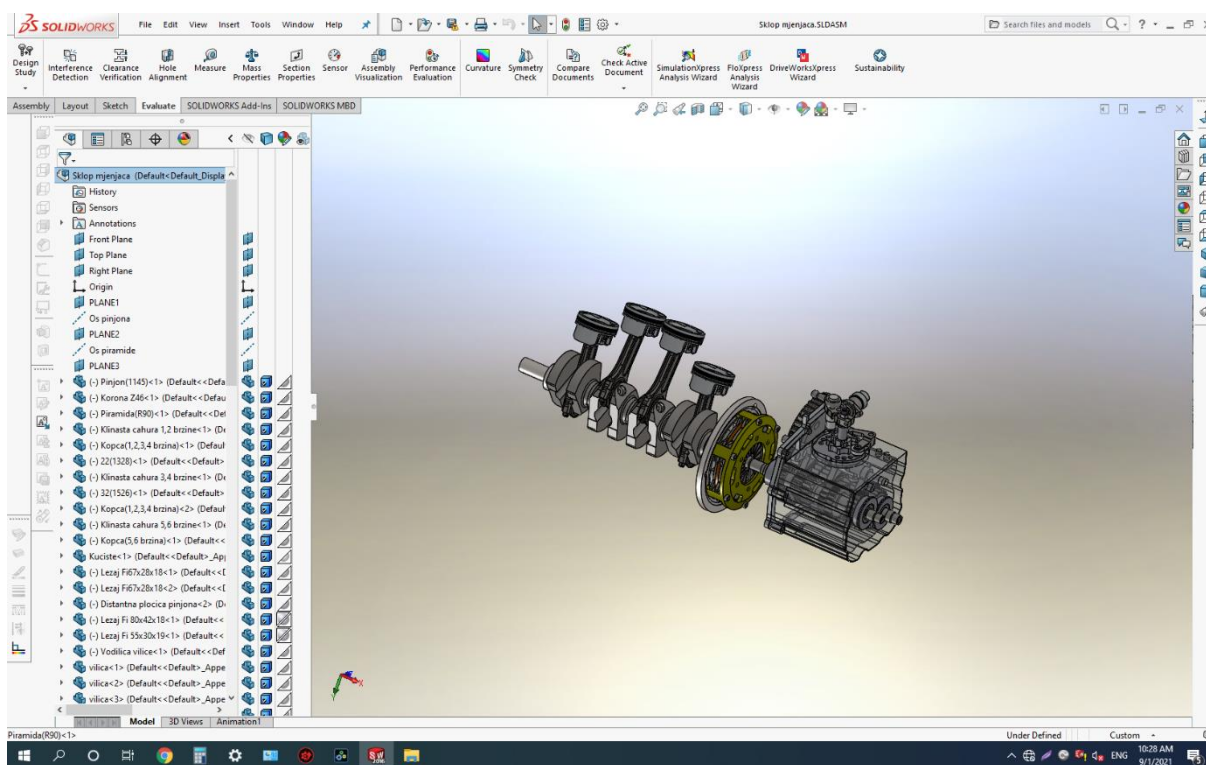 SOLIDWORKS File Edit View Insert Tools Window Help Sklop mjenjaca.SLDASM Search files and models
Design Study
Interference Detection
Clearance Verification
Hole Alignment
Measure
Mass Properties
Section Properties
Sensor
Assembly Visualization
Performance Evaluation
Curvature
Symmetry Check
Compare Documents
Check Active Document
SimulationXpress Analysis Wizard
FloXpress Analysis Wizard
DriveWorksXpress Wizard
Sustainability
Assembly Layout Sketch Evaluate SOLIDWORKS Add-Ins SOLIDWORKS MBD
Sklop mjenjaca (Default<Default_Displa
History
Sensors
Annotations
Front Plane
Top Plane
Right Plane
Origin
PLANE1
Os pinjona
PLANE2
Os piramide
PLANE3
(-) Pinjon(1145)<1> (Default<<Defa
(-) Korona Z46<1> (Default<<Defau
(-) Piramida(R90)<1> (Default<<Def
(-) Klinasta cahura 1,2 brzine<1> (De
(-) Kopca(1,2,3,4 brzina)<1> (Default
(-) 22(1328)<1> (Default<<Default>
(-) Klinasta cahura 3,4 brzine<1> (De
(-) 32(1526)<1> (Default<<Default>
(-) Kopca(1,2,3,4 brzina)<2> (Default
(-) Klinasta cahura 5,6 brzine<1> (De
(-) Kopca(5,6 brzina)<1> (Default<<
Kuciste<1> (Default<<Default>_Ap
(-) Lezaj Fi67x28x18<1> (Default<<
(-) Lezaj Fi67x28x18<2> (Default<<
(-) Distantna plocica pinjona<2> (De
(-) Lezaj Fi 80x42x18<1> (Default<<
(-) Lezaj Fi 55x30x19<1> (Default<<
(-) Vodilica vilice<1> (Default<<Def
vilica<1> (Default<<Default>_Appe
vilica<2> (Default<<Default>_Appe
vilica<3> (Default<<Default>_Appe
Model 3D Views Animation1
Piramida(R90)<1> Under Defined Custom
ENG 10:28 AM
9/1/2021